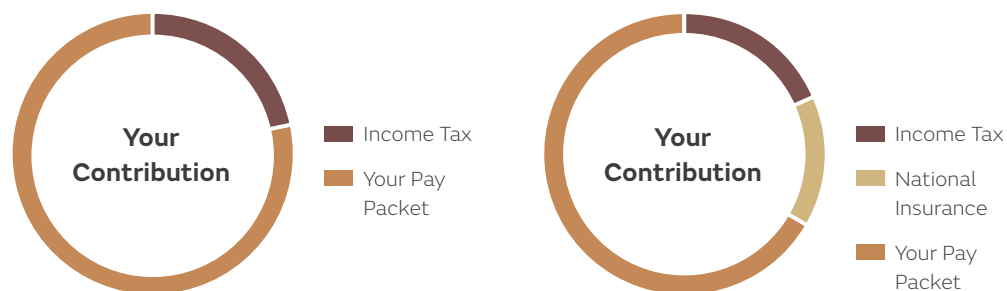 Your
Contribution
Income Tax
Your Pay
Packet
Your
Contribution
Income Tax
National
Insurance
Your Pay
Packet